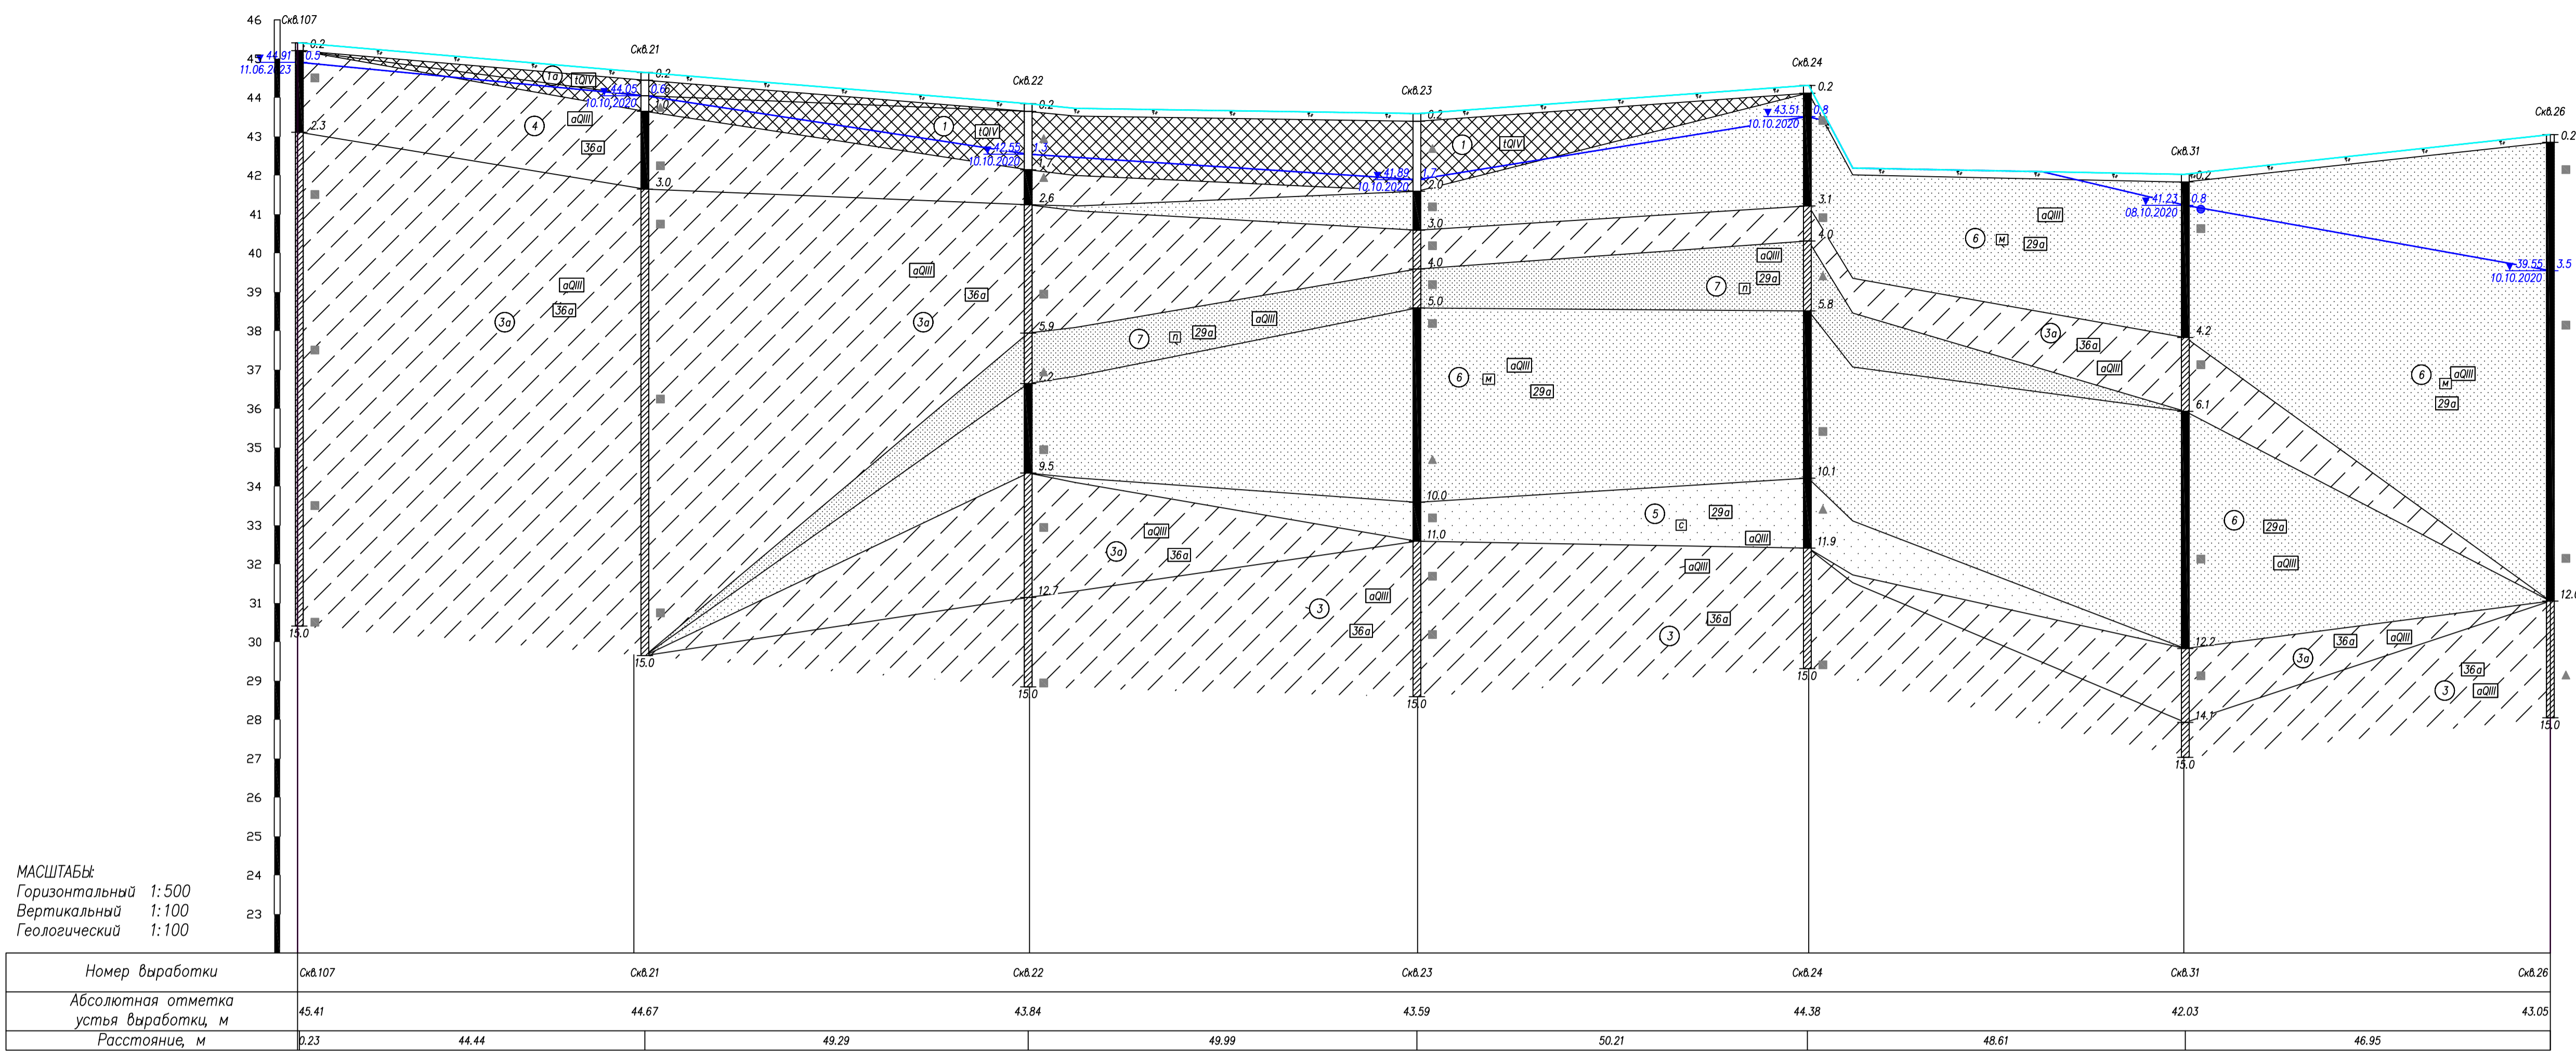 46
45
44
43
42
41
40
39
38
37
36
35
34
33
32
31
30
29
28
27
26
25
24
23
Скв.107
0.2
44.91 0.5
11.06.2023
2.3
15.0
1а tQIV
4 aQIII
36а
aQIII
36а
3а
Скв.21
0.2
44.05 0.6
10.10.2020 1.0
3.0
15.0
1 tQIV
aQIII
36а
3а
Скв.22
0.2
42.55 1.3
10.10.2020 1.7
2.6
5.9
7.2
9.5
12.7
15.0
7 п 29а aQIII
aQIII
3а 36а
aQIII
3
36а
Скв.23
0.2
41.89 1.7
10.10.2020 2.0
3.0
4.0
5.0
10.0
11.0
15.0
1 tQIV
aQIII
7 п 29а
aQIII
6 м
29а
5 с 29а
aQIII
aQIII
36а
3
Скв.24
0.2
43.51 0.8
10.10.2020
3.1
4.0
5.8
10.1
11.9
15.0
aQIII
6 м 29а
3а 36а
aQIII
Скв.31
0.2
41.23 0.8
08.10.2020
4.2
6.1
12.2
14.1
15.0
6 м aQIII
29а
6 29а
aQIII
3а 36а aQIII
36а
3 aQIII
Скв.26
0.2
39.55 3.5
10.10.2020
12.0
15.0
МАСШТАБЫ:
Горизонтальный 1:500
Вертикальный 1:100
Геологический 1:100
Номер выработки Скв.107 Скв.21 Скв.22 Скв.23 Скв.24 Скв.31 Скв.26
Абсолютная отметка
устья выработки, м 45.41 44.67 43.84 43.59 44.38 42.03 43.05
Расстояние, м 0.23 44.44 49.29 49.99 50.21 48.61 46.95